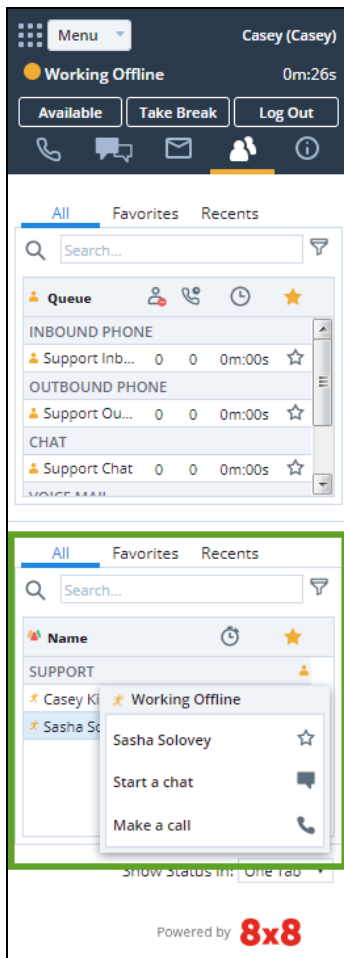 Menu Casey (Casey)
Working Offline 0m:26s
Available Take Break Log Out
All Favorites Recents
Search...
Queue
INBOUND PHONE
Support Inb... 0 0 0m:00s
OUTBOUND PHONE
Support Ou... 0 0 0m:00s
CHAT
Support Chat 0 0 0m:00s
VOICE MAIL
All Favorites Recents
Search...
Name
SUPPORT
Casey Ki
Working Offline
Sasha So
Sasha Solovey
Start a chat
Make a call
Show Status in: One Tab
Powered by 8x8